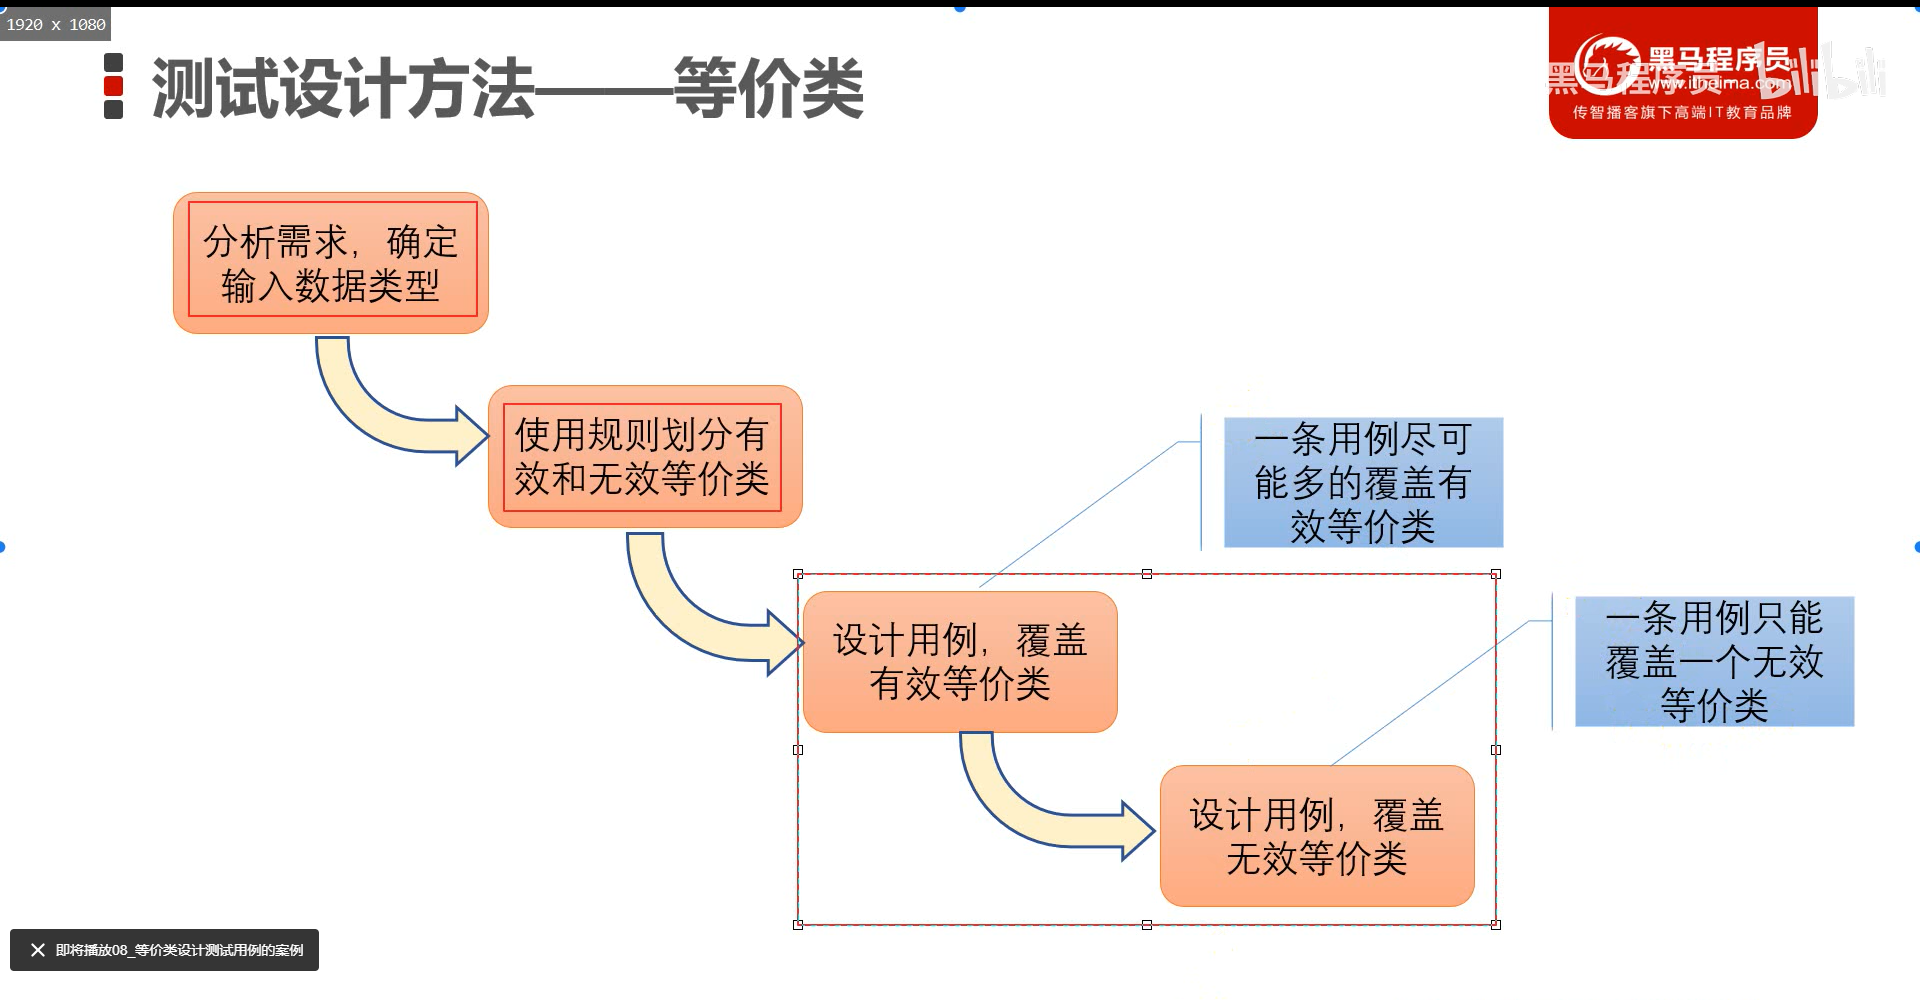 1920 x 1080
测试设计方法——等价类
黑马程序员
www.itheima.com
传智播客旗下高端IT教育品牌
黑马程序员 bilibili
分析需求，确定
输入数据类型
使用规则划分有
效和无效等价类
一条用例尽可
能多的覆盖有
效等价类
设计用例，覆盖
有效等价类
一条用例只能
覆盖一个无效
等价类
设计用例，覆盖
无效等价类
即将播放08_等价类设计测试用例的案例